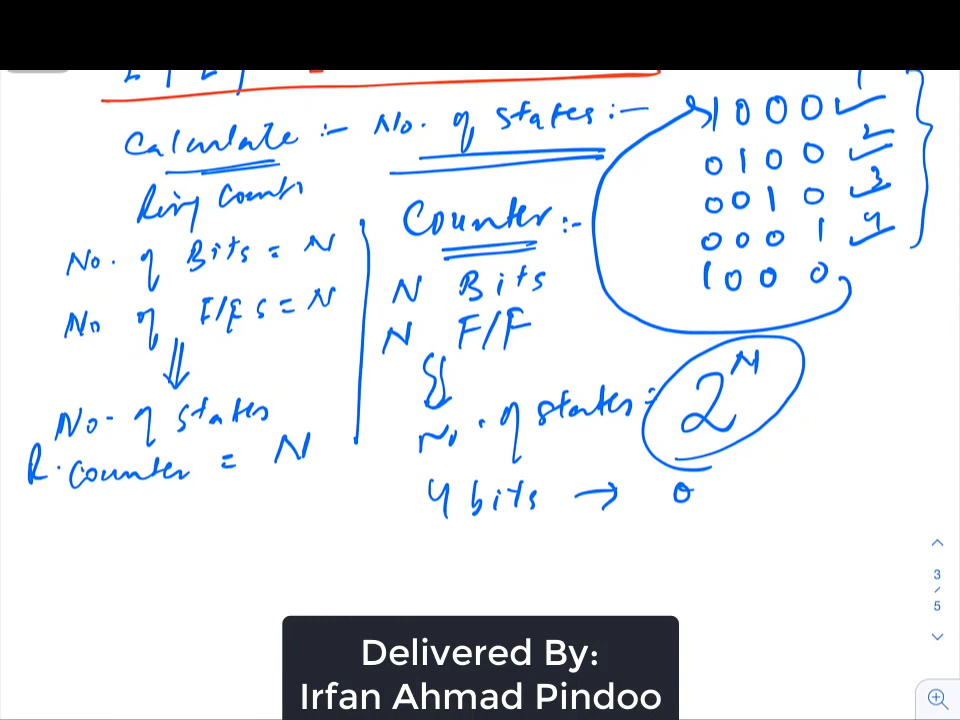 Calculate :- No. of states :-
Ring Count
No. of Bits = N
No of F/Fs = N
No- of states
R. Counter = N
Counter :-
N Bits
N F/F
No. of states = 2^N
4 bits → 0
1 0 0 0 ✓
0 1 0 0 ✓ 2
0 0 1 0 ✓ 3
0 0 0 1 ✓ 4
1 0 0 0
3
/
5
Delivered By:
Irfan Ahmad Pindoo